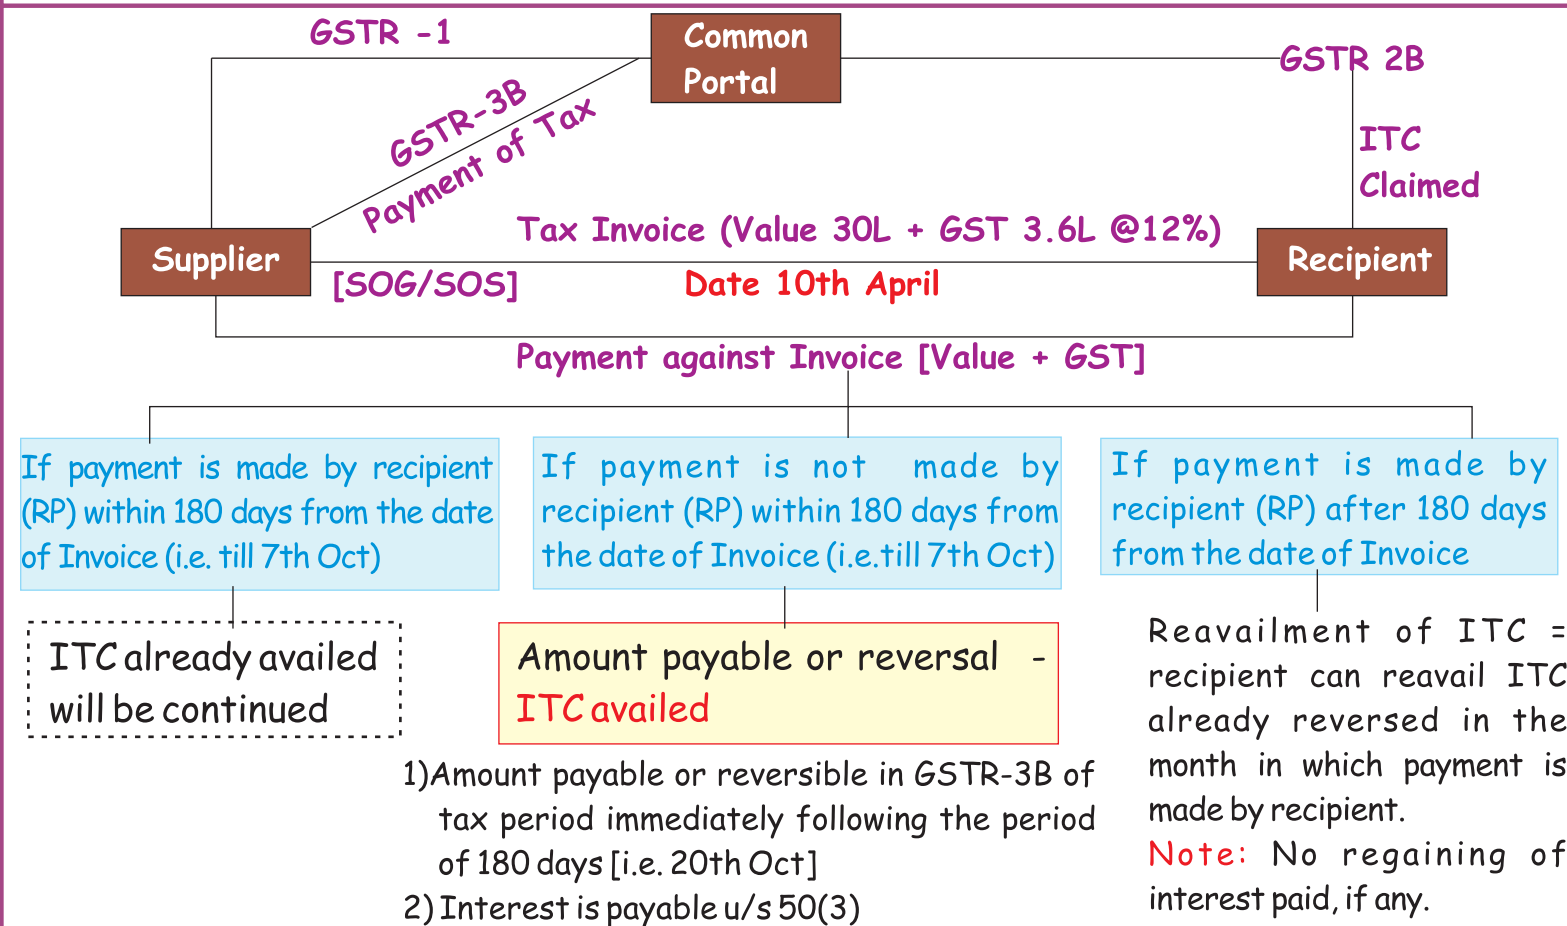 GSTR -1
Common
Portal
GSTR 2B
GSTR-3B
Payment of Tax
ITC
Claimed
Tax Invoice (Value 30L + GST 3.6L @12%)
Supplier
Recipient
[SOG/SOS]
Date 10th April
Payment against Invoice [Value + GST]
If payment is made by recipient
(RP) within 180 days from the date
of Invoice (i.e. till 7th Oct)
If payment is not made by
recipient (RP) within 180 days from
the date of Invoice (i.e.till 7th Oct)
If payment is made by
recipient (RP) after 180 days
from the date of Invoice
ITC already availed
will be continued
Amount payable or reversal -
ITC availed
1)Amount payable or reversible in GSTR-3B of
tax period immediately following the period
of 180 days [i.e. 20th Oct]
2) Interest is payable u/s 50(3)
Reavailment of ITC =
recipient can reavail ITC
already reversed in the
month in which payment is
made by recipient.
Note: No regaining of
interest paid, if any.